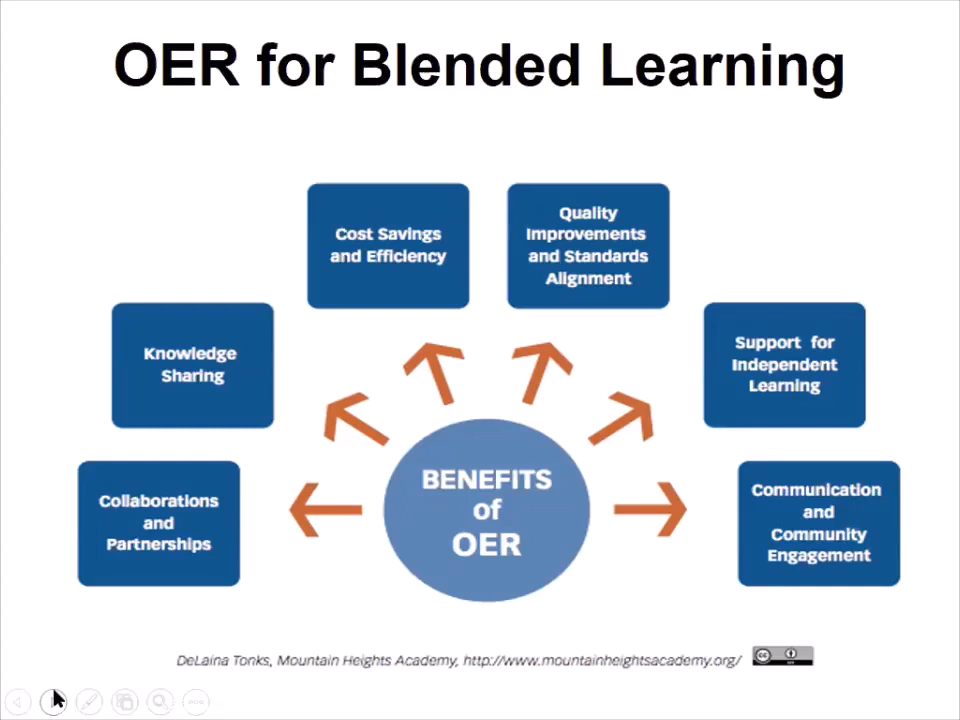 OER for Blended Learning
Cost Savings
and Efficiency
Quality
Improvements
and Standards
Alignment
Knowledge
Sharing
Support for
Independent
Learning
Collaborations
and
Partnerships
BENEFITS
of
OER
Communication
and
Community
Engagement
DeLaina Tonks, Mountain Heights Academy, http://www.mountainheightsacademy.org/
cc